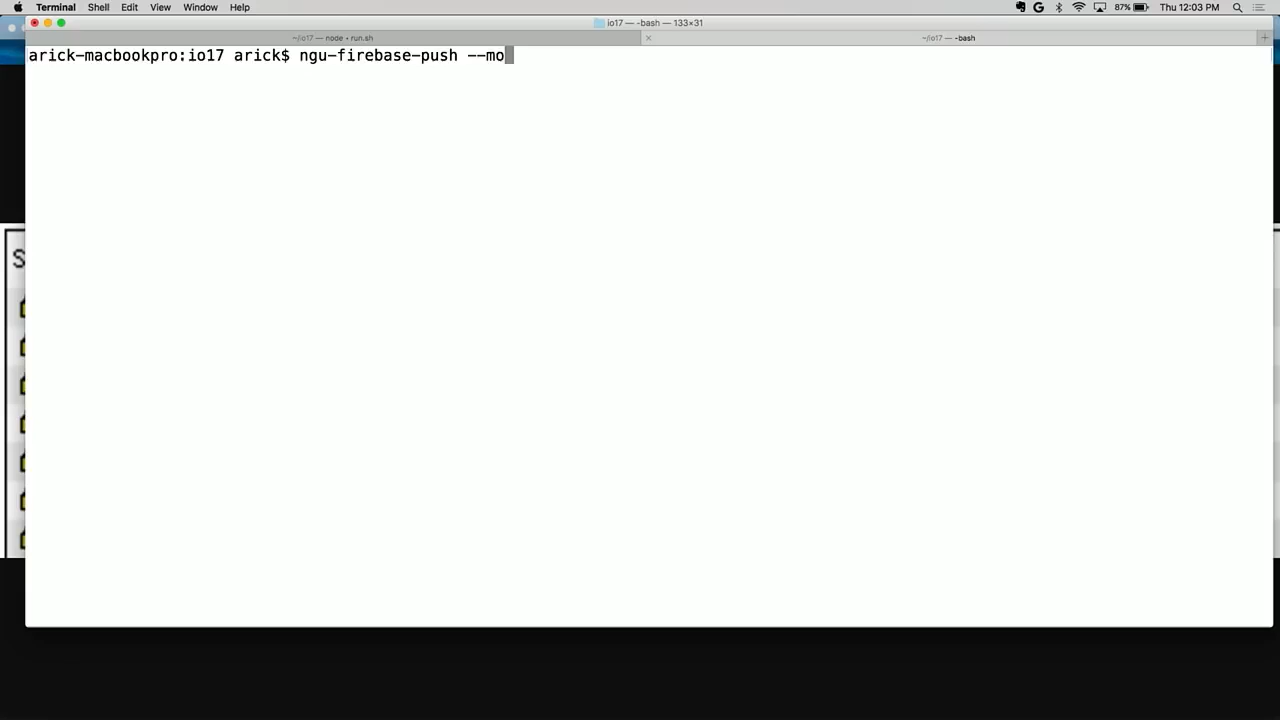 Terminal Shell Edit View Window Help 87% Thu 12:03 PM
io17 — -bash — 133×31
~/io17 — node • run.sh ~/io17 — -bash
arick-macbookpro:io17 arick$ ngu-firebase-push --mo
S